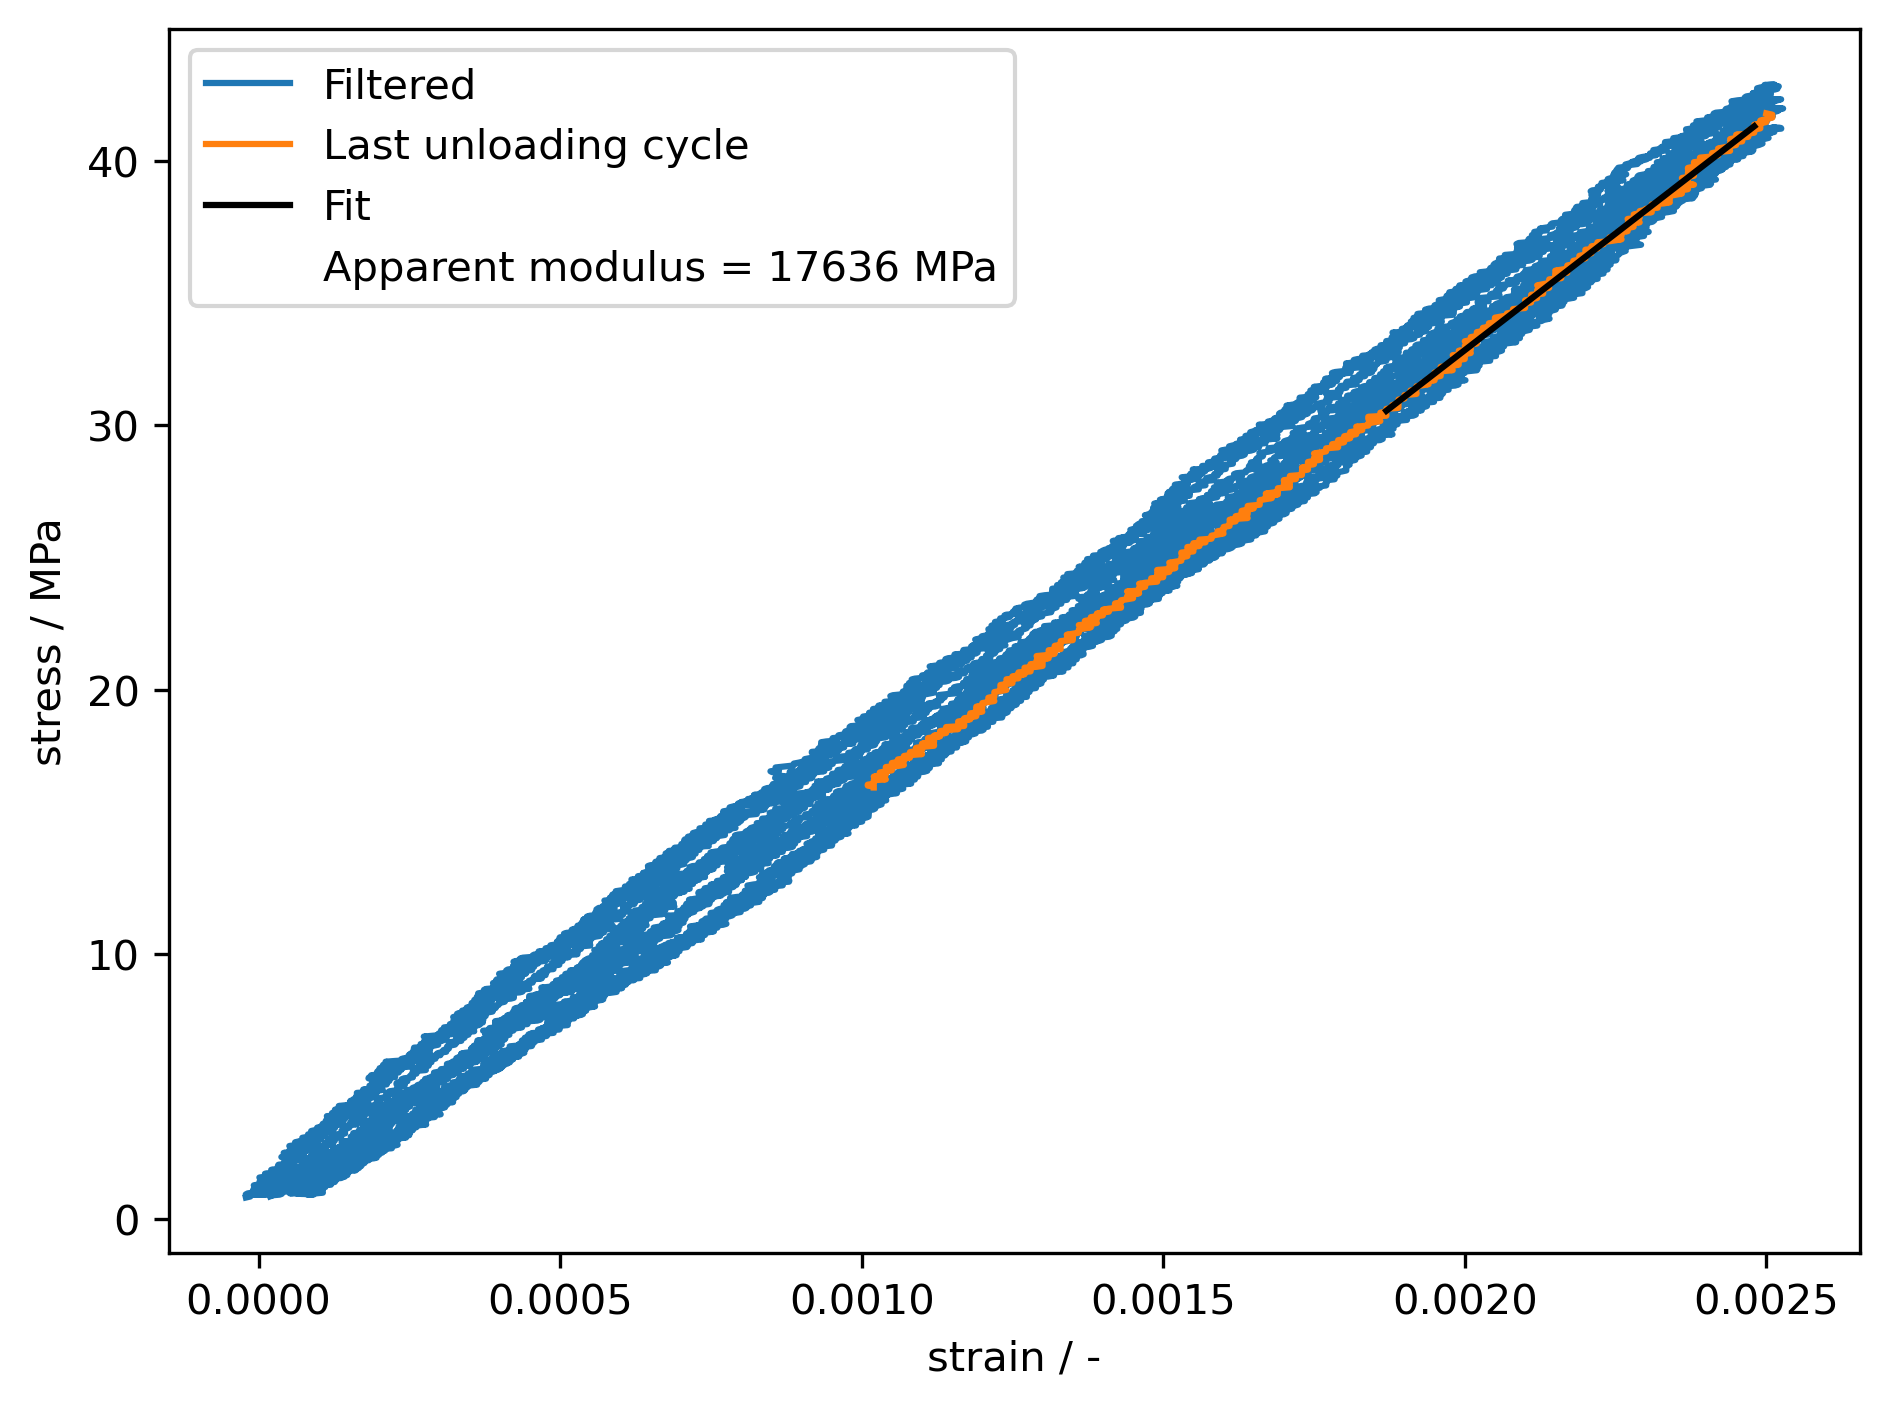 Filtered
Last unloading cycle
Fit
Apparent modulus = 17636 MPa
40
30
20
10
0
stress / MPa
0.0000 0.0005 0.0010 0.0015 0.0020 0.0025
strain / -